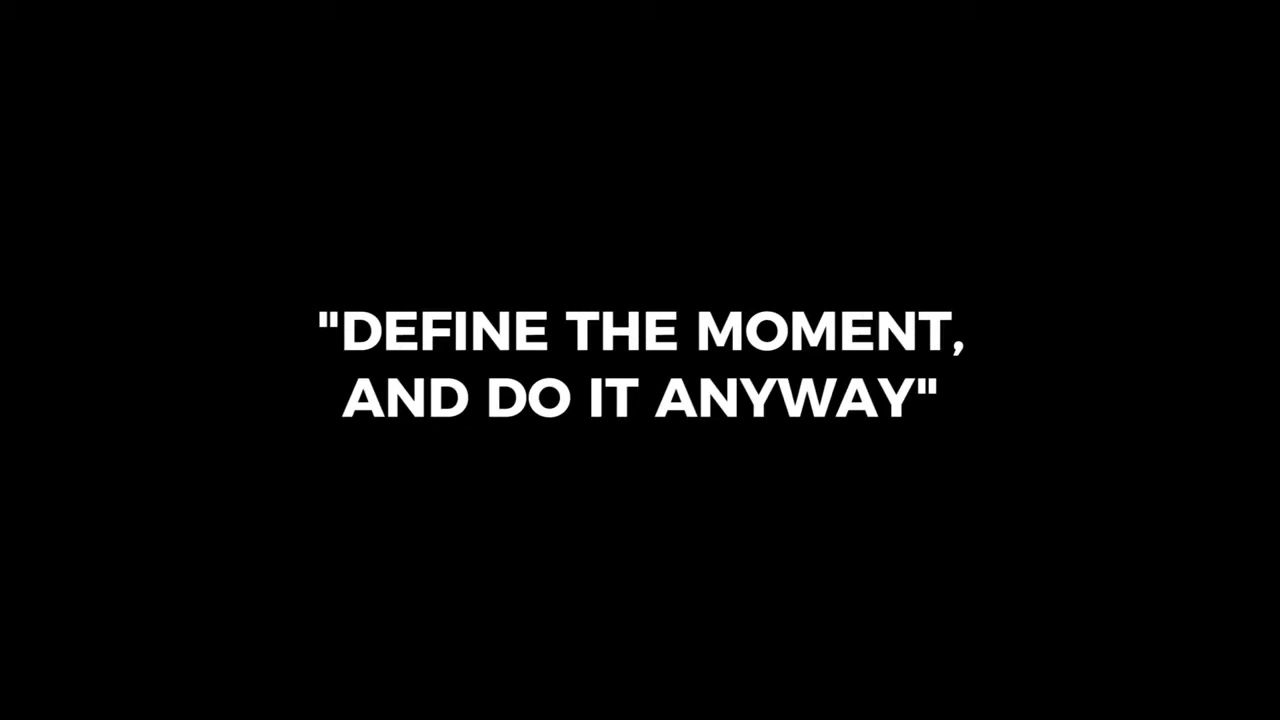 "DEFINE THE MOMENT,
AND DO IT ANYWAY"